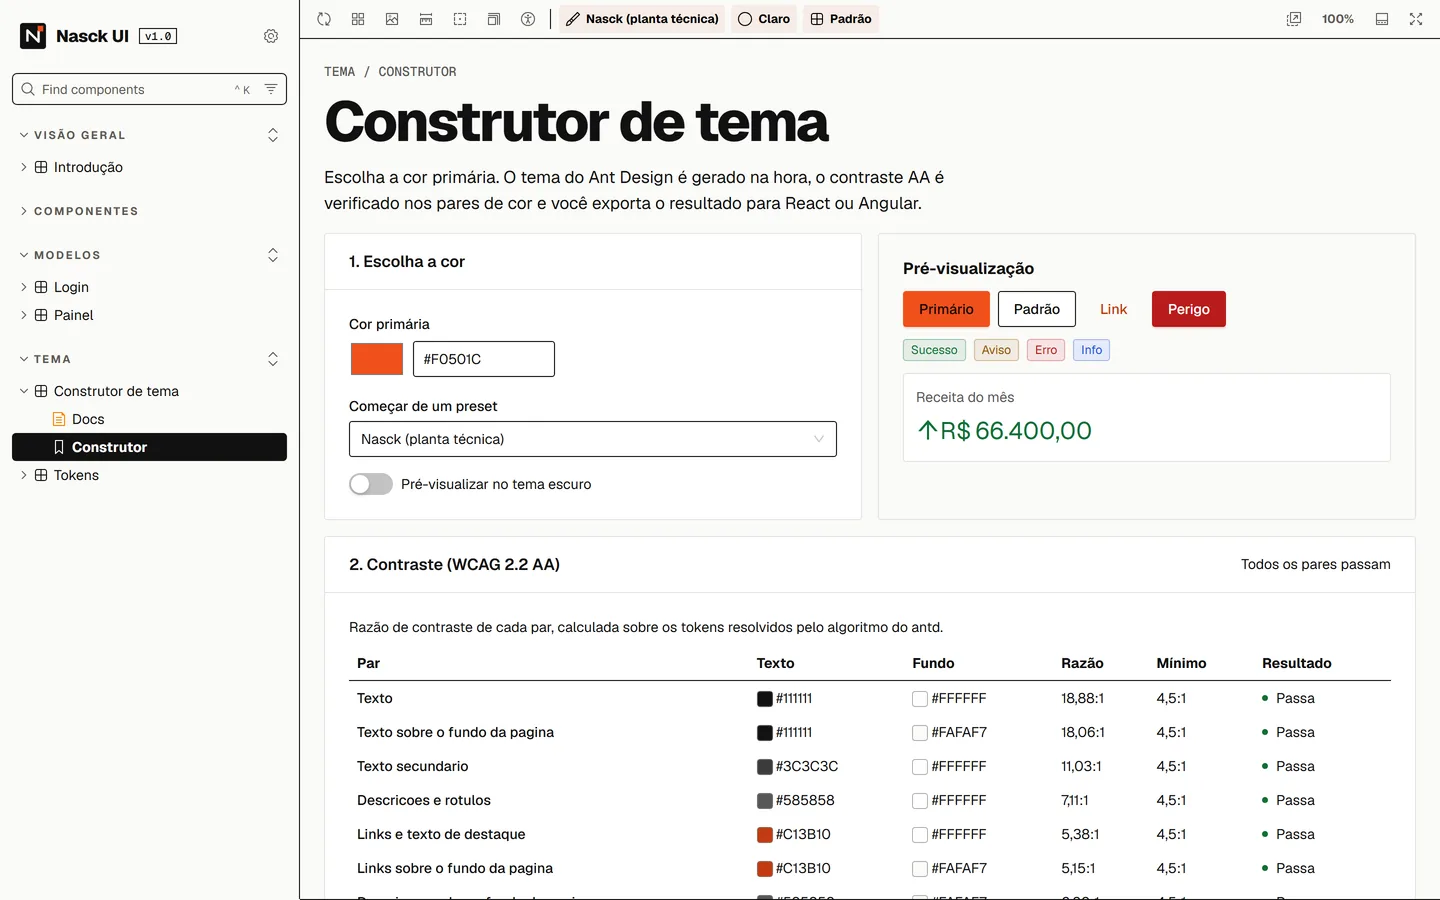 Nasck UI v1.0
Find components ^ K
VISÃO GERAL
Introdução
COMPONENTES
MODELOS
Login
Painel
TEMA
Construtor de tema
Docs
Construtor
Tokens
Nasck (planta técnica) Claro Padrão 100%
TEMA / CONSTRUTOR
Construtor de tema
Escolha a cor primária. O tema do Ant Design é gerado na hora, o contraste AA é
verificado nos pares de cor e você exporta o resultado para React ou Angular.
1. Escolha a cor
Cor primária
#F0501C
Começar de um preset
Nasck (planta técnica)
Pré-visualizar no tema escuro
Pré-visualização
Primário Padrão Link Perigo
Sucesso Aviso Erro Info
Receita do mês
R$ 66.400,00
2. Contraste (WCAG 2.2 AA) Todos os pares passam
Razão de contraste de cada par, calculada sobre os tokens resolvidos pelo algoritmo do antd.
Par Texto Fundo Razão Mínimo Resultado
Texto #111111 #FFFFFF 18,88:1 4,5:1 Passa
Texto sobre o fundo da pagina #111111 #FAFAF7 18,06:1 4,5:1 Passa
Texto secundario #3C3C3C #FFFFFF 11,03:1 4,5:1 Passa
Descricoes e rotulos #585858 #FFFFFF 7,11:1 4,5:1 Passa
Links e texto de destaque #C13B10 #FFFFFF 5,38:1 4,5:1 Passa
Links sobre o fundo da pagina #C13B10 #FAFAF7 5,15:1 4,5:1 Passa